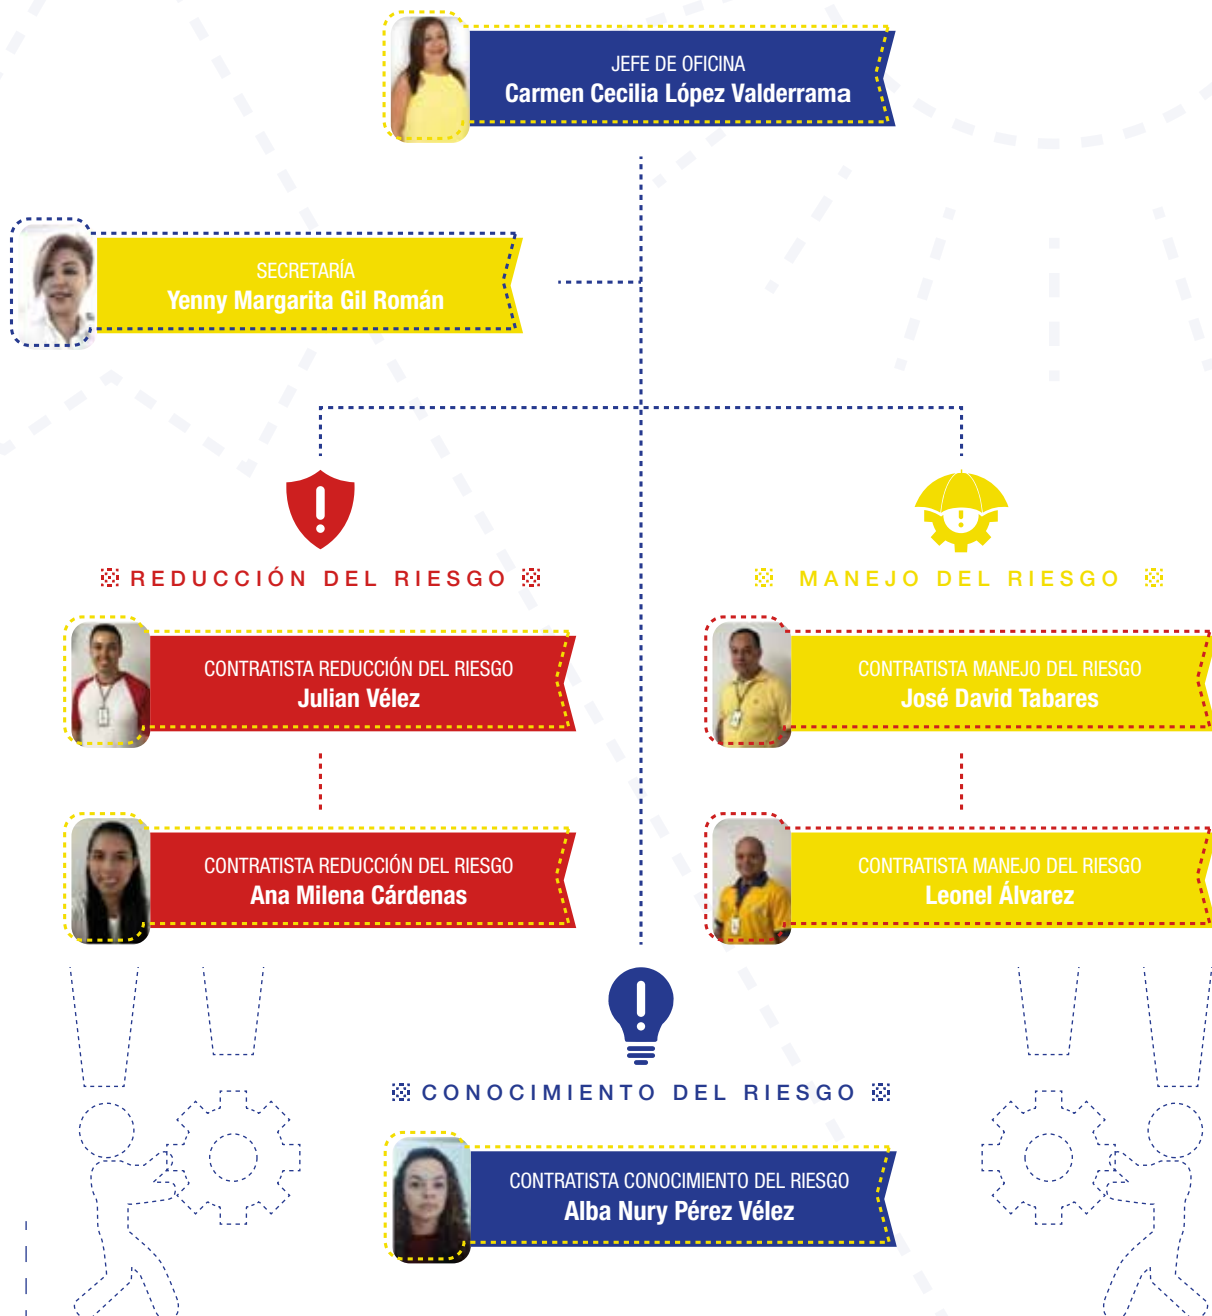 JEFE DE OFICINA
Carmen Cecilia López Valderrama
SECRETARÍA
Yenny Margarita Gil Román
REDUCCIÓN DEL RIESGO
CONTRATISTA REDUCCIÓN DEL RIESGO
Julian Vélez
CONTRATISTA REDUCCIÓN DEL RIESGO
Ana Milena Cárdenas
MANEJO DEL RIESGO
CONTRATISTA MANEJO DEL RIESGO
José David Tabares
CONTRATISTA MANEJO DEL RIESGO
Leonel Álvarez
CONOCIMIENTO DEL RIESGO
CONTRATISTA CONOCIMIENTO DEL RIESGO
Alba Nury Pérez Vélez